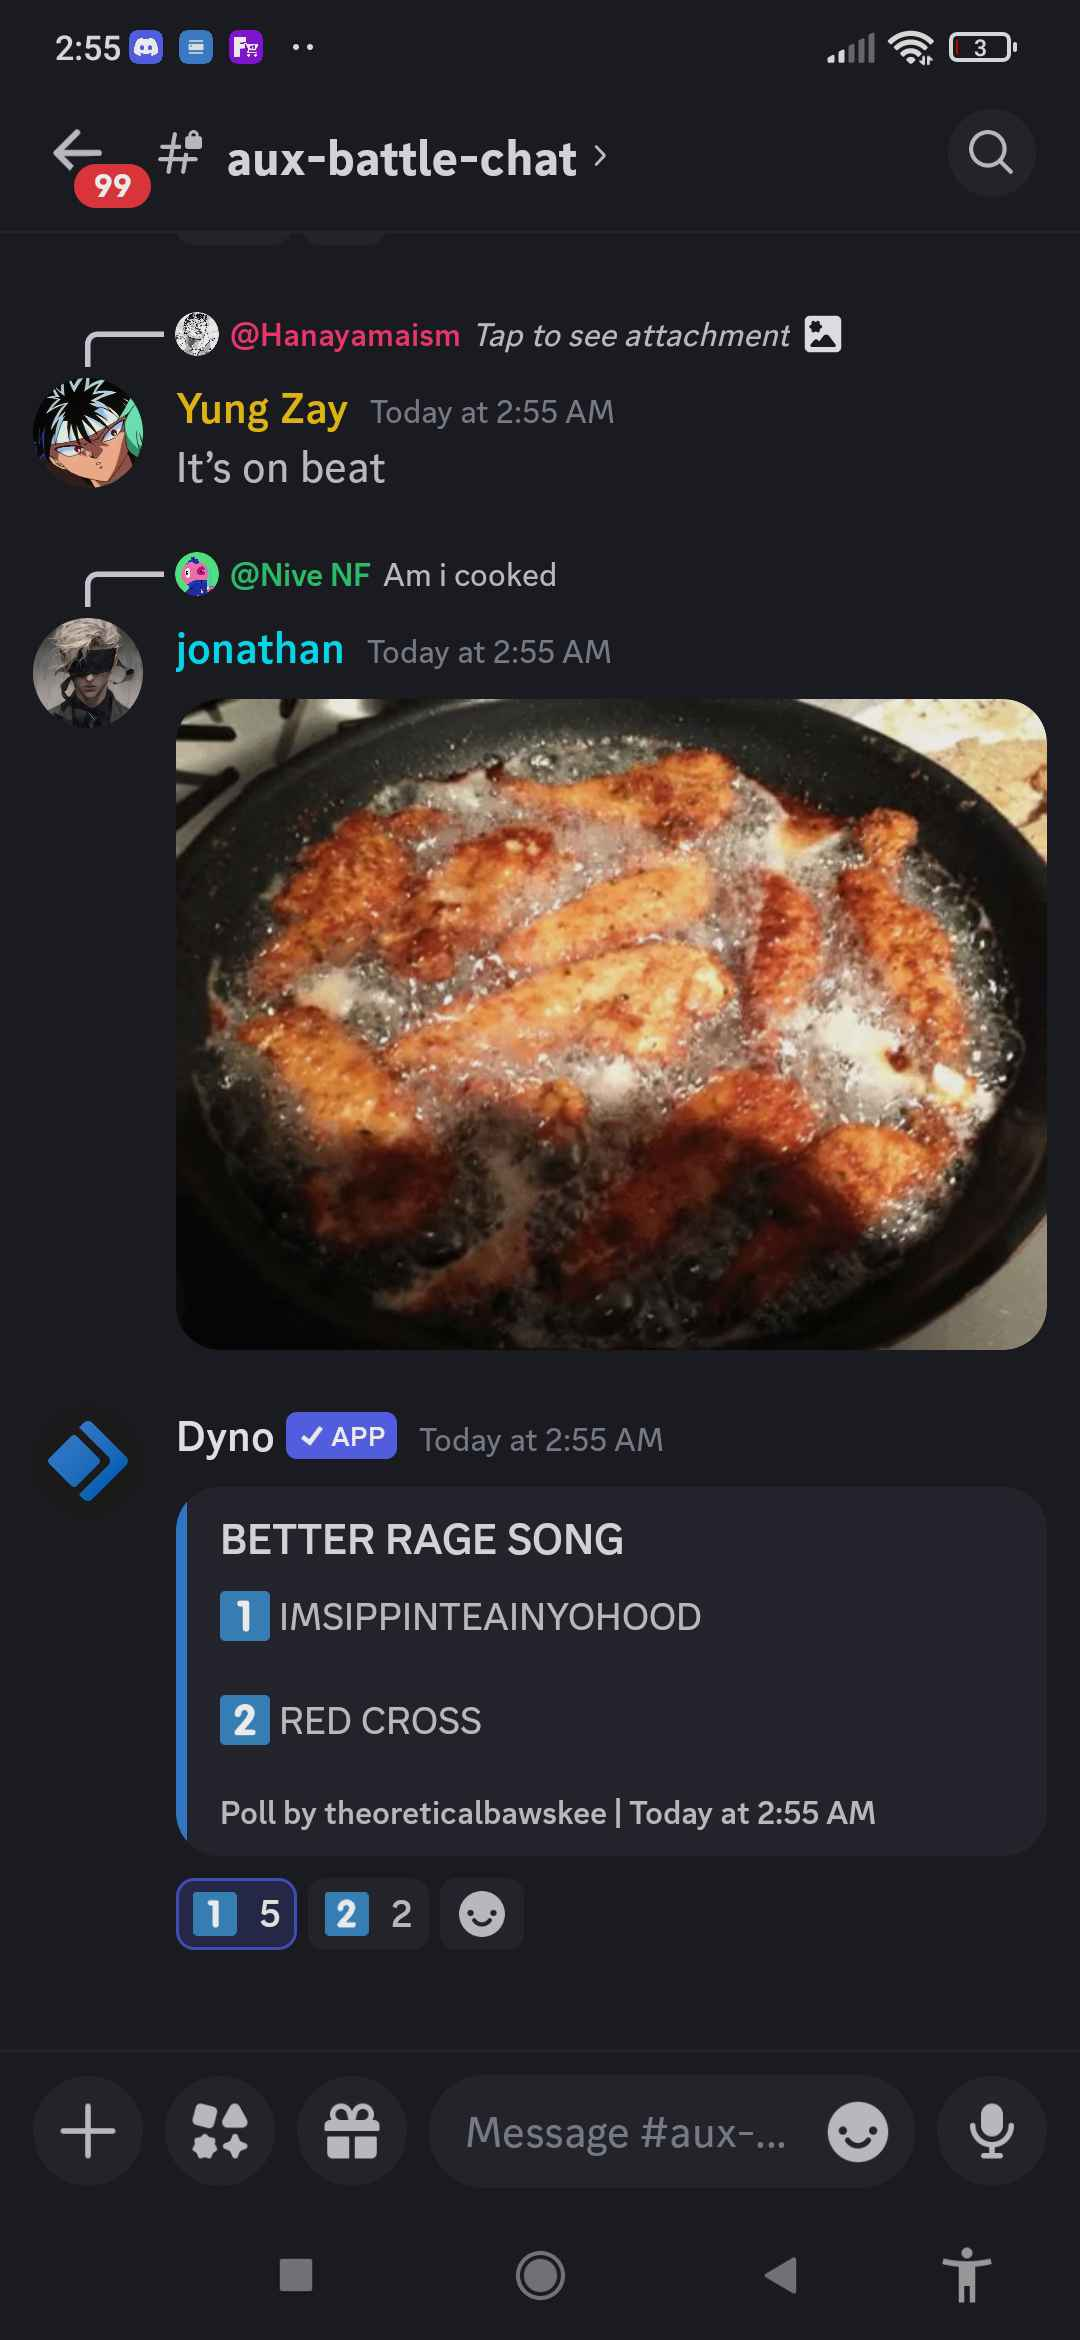 2:55
3
99
aux-battle-chat
@Hanayamaism Tap to see attachment
Yung Zay Today at 2:55 AM
It’s on beat
@Nive NF Am i cooked
jonathan Today at 2:55 AM
Dyno APP Today at 2:55 AM
BETTER RAGE SONG
1 IMSIPPINTEAINYOHOOD
2 RED CROSS
Poll by theoreticalbawskee | Today at 2:55 AM
1 5 2 2
Message #aux-...